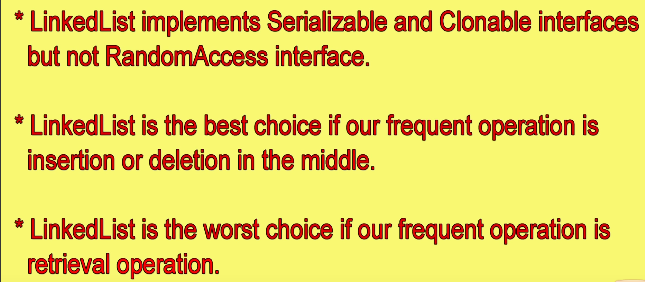 * LinkedList implements Serializable and Clonable interfaces
but not RandomAccess interface.
* LinkedList is the best choice if our frequent operation is
insertion or deletion in the middle.
* LinkedList is the worst choice if our frequent operation is
retrieval operation.